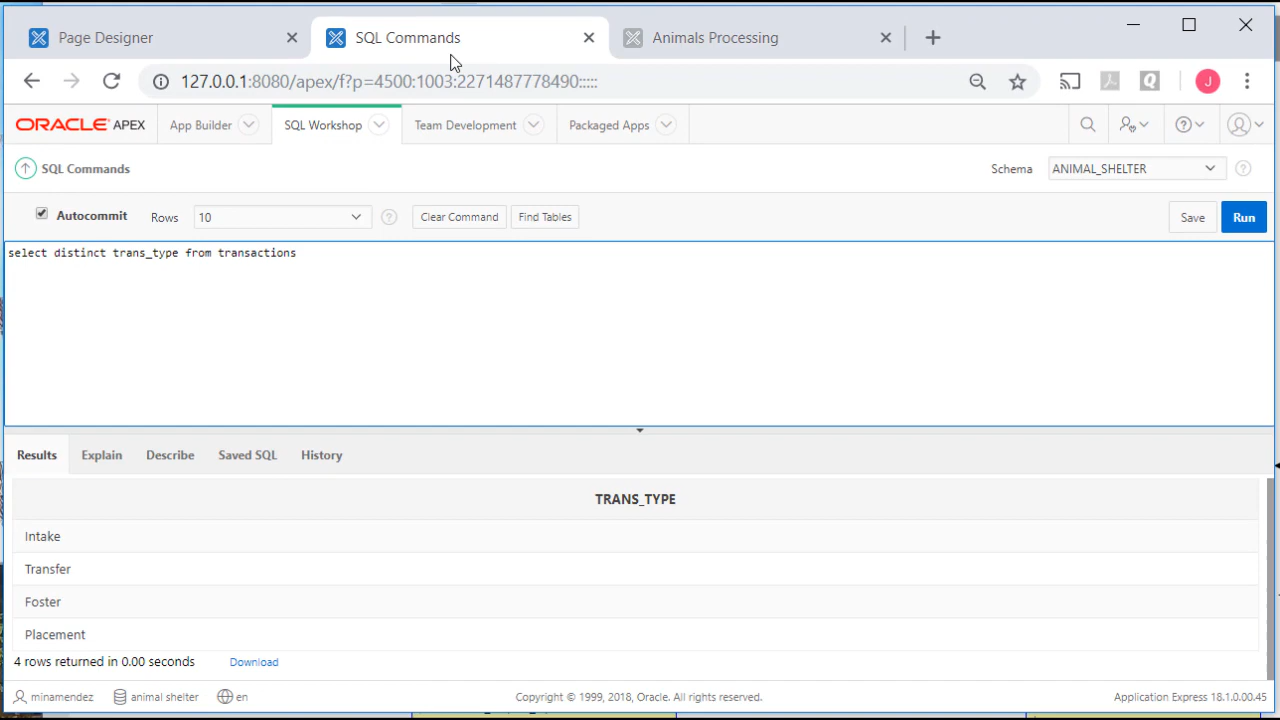 Page Designer
SQL Commands
Animals Processing
127.0.0.1:8080/apex/f?p=4500:1003:2271487778490:::::
J
ORACLE APEX
App Builder
SQL Workshop
Team Development
Packaged Apps
SQL Commands
Schema
ANIMAL_SHELTER
Autocommit
Rows
10
Clear Command
Find Tables
Save
Run
select distinct trans_type from transactions
Results
Explain
Describe
Saved SQL
History
TRANS_TYPE
Intake
Transfer
Foster
Placement
4 rows returned in 0.00 seconds
Download
minamendez
animal shelter
en
Copyright © 1999, 2018, Oracle. All rights reserved.
Application Express 18.1.0.00.45